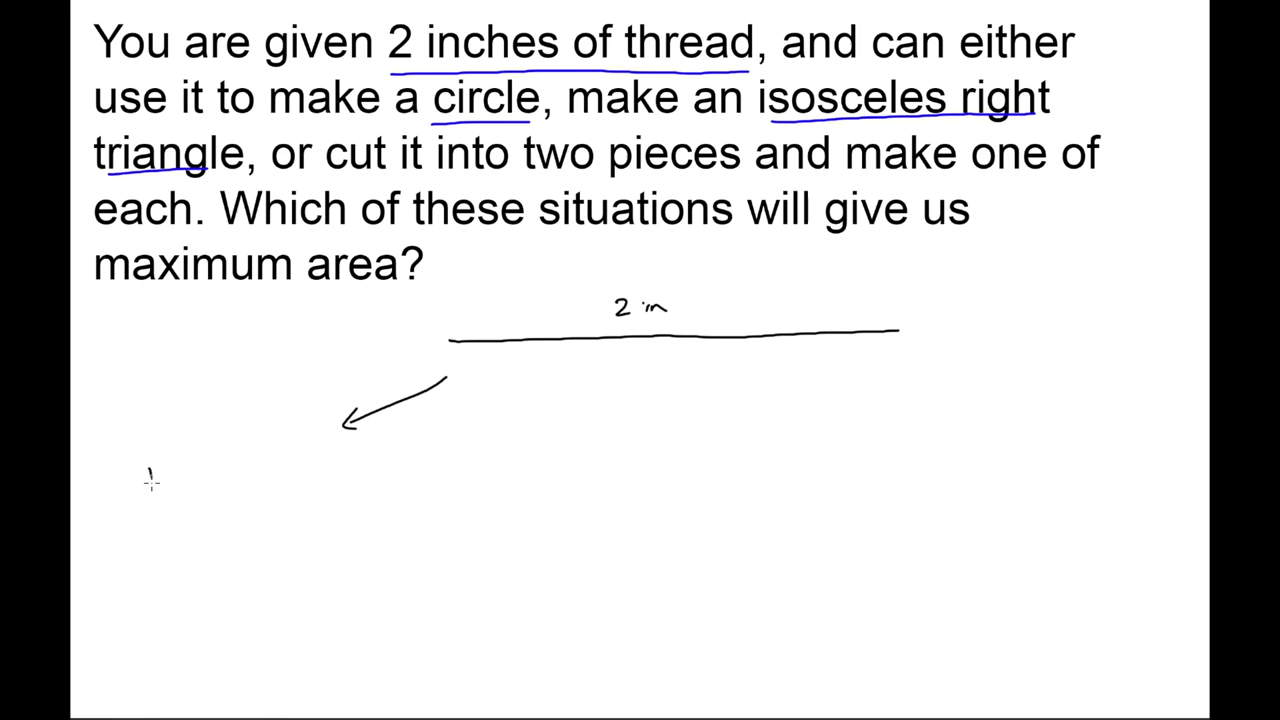 You are given 2 inches of thread, and can either
use it to make a circle, make an isosceles right
triangle, or cut it into two pieces and make one of
each. Which of these situations will give us
maximum area?
2 in